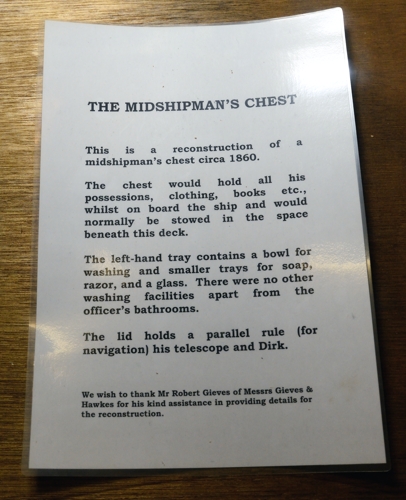 THE MIDSHIPMAN'S CHEST
This is a reconstruction of a
midshipman's chest circa 1860.
The chest would hold all his
possessions, clothing, books etc.,
whilst on board the ship and would
normally be stowed in the space
beneath this deck.
The left-hand tray contains a bowl for
washing and smaller trays for soap,
razor, and a glass. There were no other
washing facilities apart from the
officer's bathrooms.
The lid holds a parallel rule (for
navigation) his telescope and Dirk.
We wish to thank Mr Robert Gieves of Messrs Gieves &
Hawkes for his kind assistance in providing details for
the reconstruction.